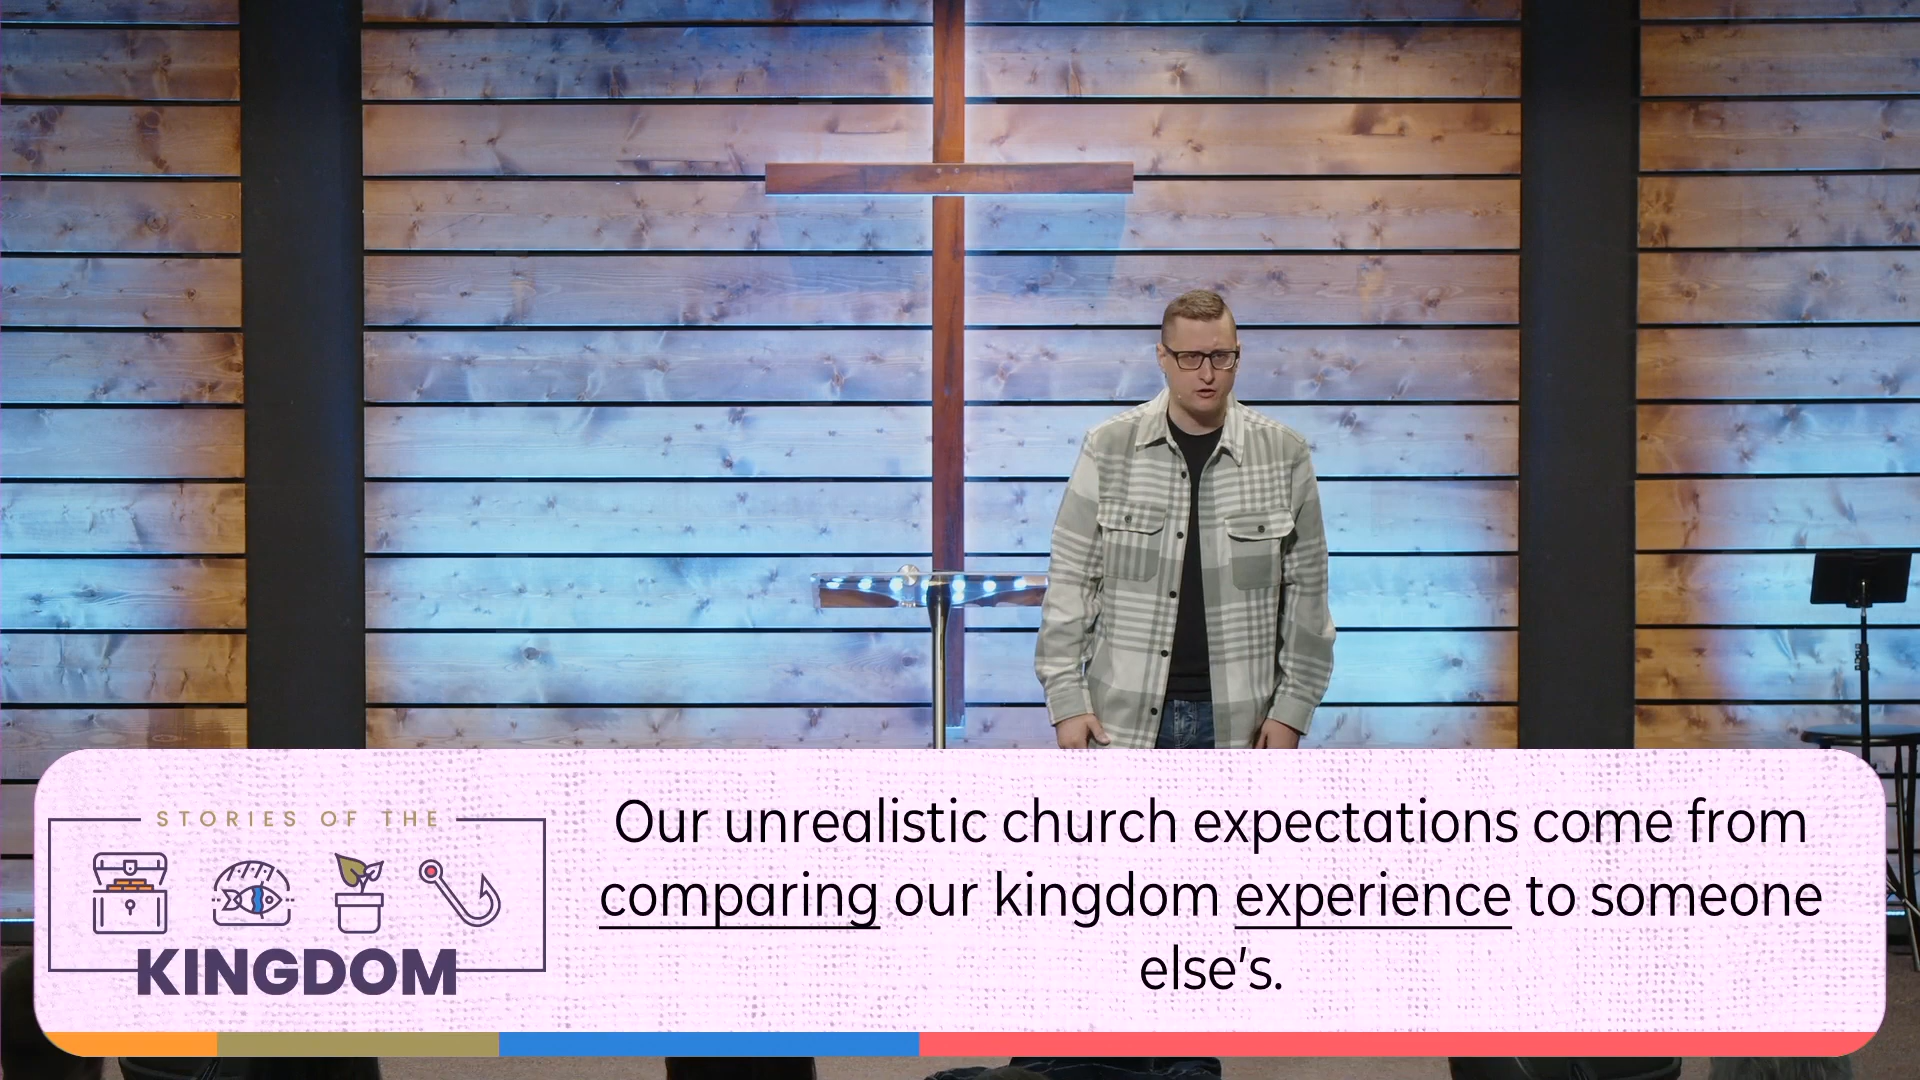 STORIES OF THE
KINGDOM
Our unrealistic church expectations come from
comparing our kingdom experience to someone
else's.